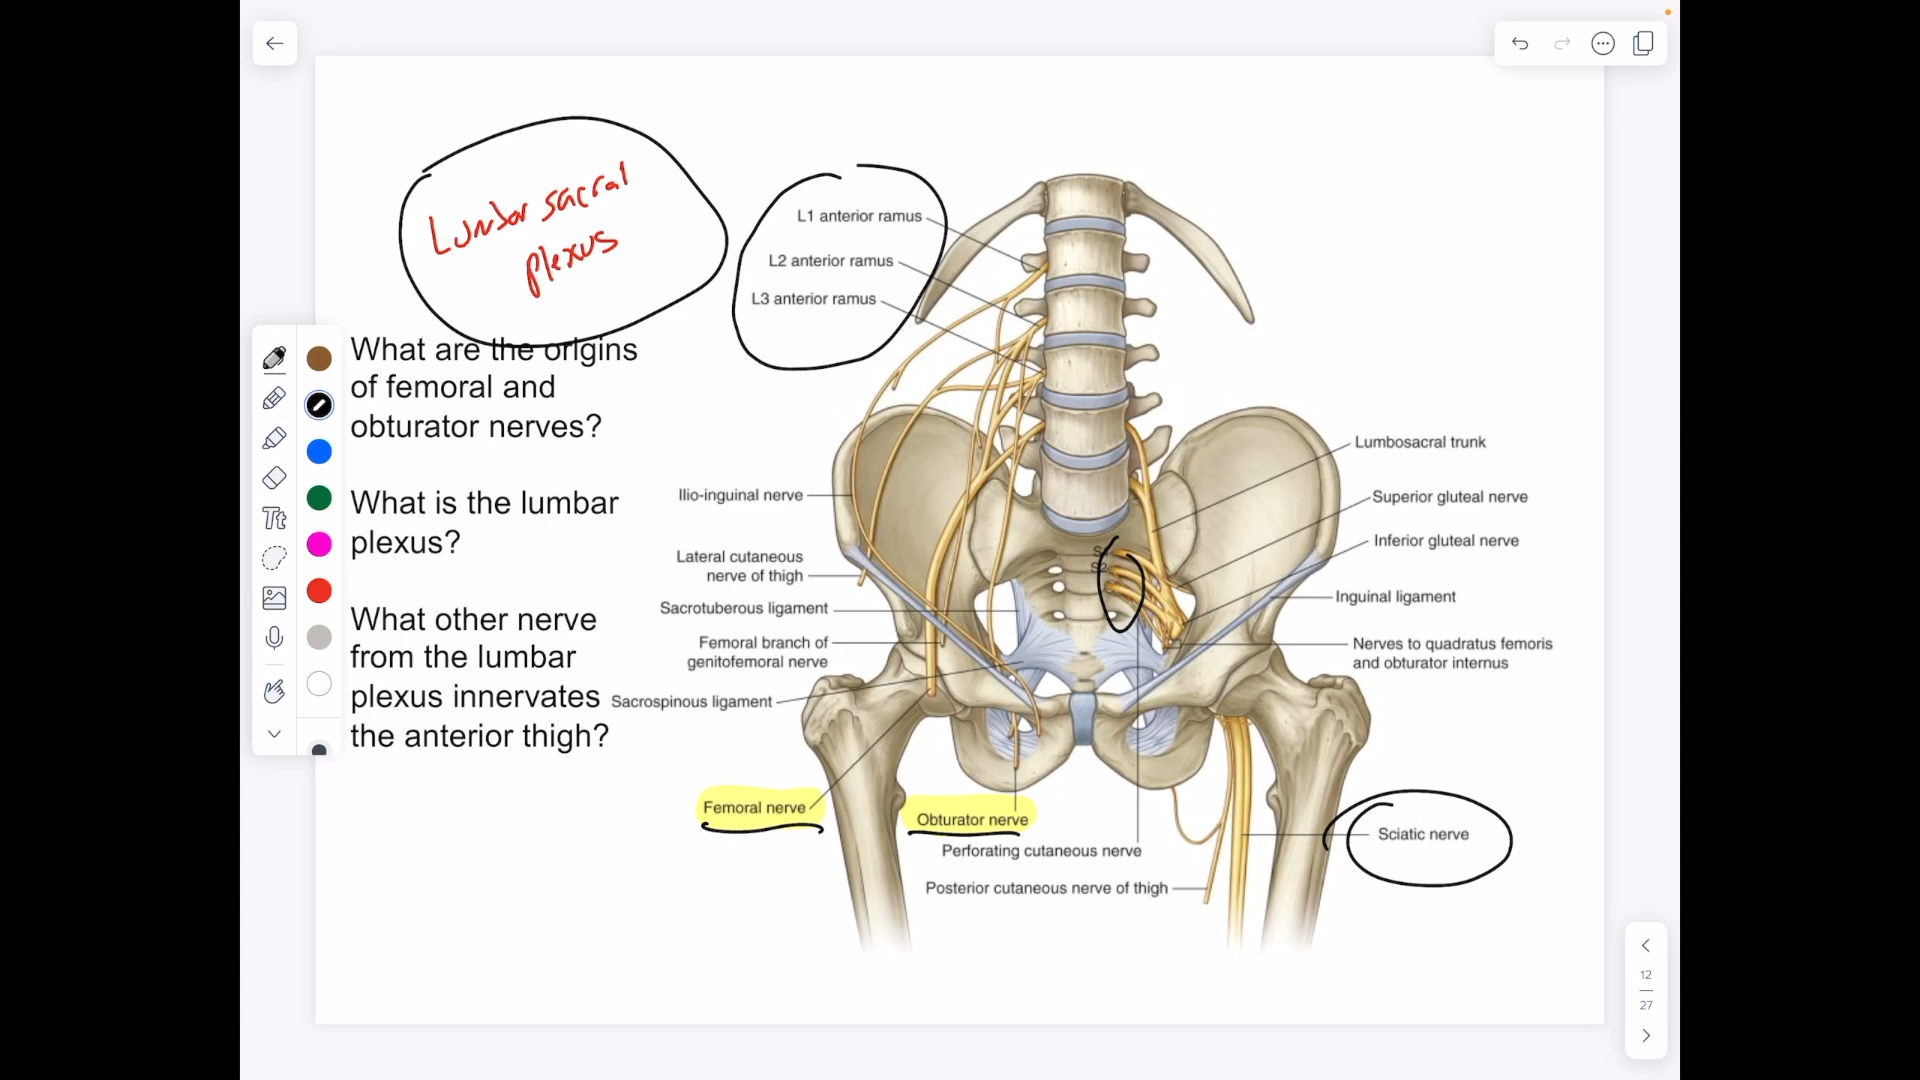 Lumbar sacral
plexus
What are the origins
of femoral and
obturator nerves?
What is the lumbar
plexus?
What other nerve
from the lumbar
plexus innervates
the anterior thigh?
L1 anterior ramus
L2 anterior ramus
L3 anterior ramus
Ilio-inguinal nerve
Lateral cutaneous
nerve of thigh
Sacrotuberous ligament
Femoral branch of
genitofemoral nerve
Sacrospinous ligament
Femoral nerve
Obturator nerve
Perforating cutaneous nerve
Posterior cutaneous nerve of thigh
S2
Lumbosacral trunk
Superior gluteal nerve
Inferior gluteal nerve
Inguinal ligament
Nerves to quadratus femoris
and obturator internus
Sciatic nerve
Tt
12
27